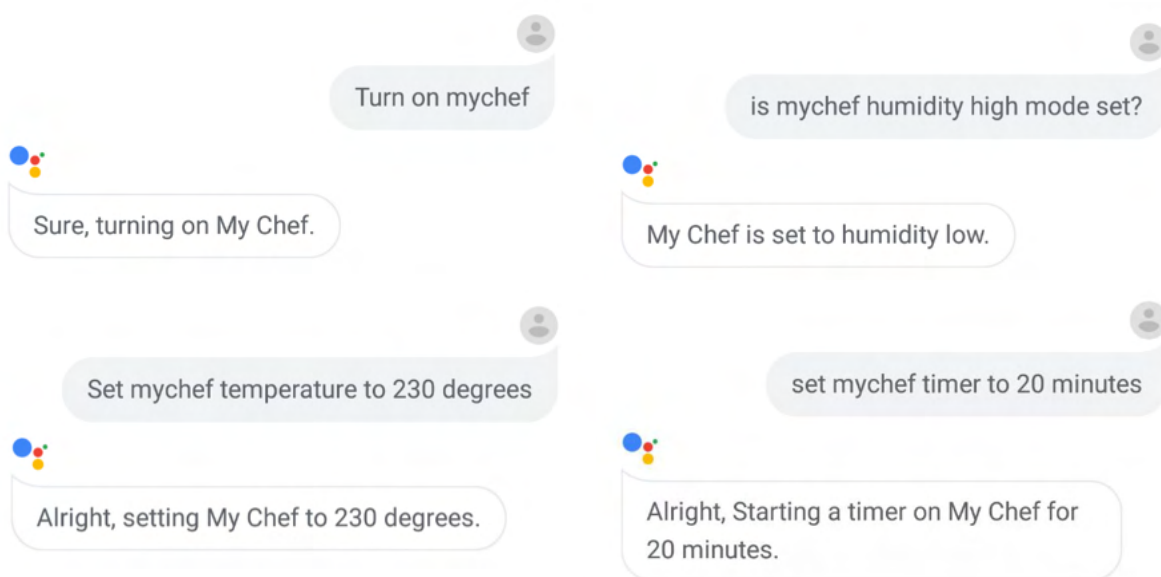 Turn on mychef
Sure, turning on My Chef.
Set mychef temperature to 230 degrees
Alright, setting My Chef to 230 degrees.
is mychef humidity high mode set?
My Chef is set to humidity low.
set mychef timer to 20 minutes
Alright, Starting a timer on My Chef for
20 minutes.